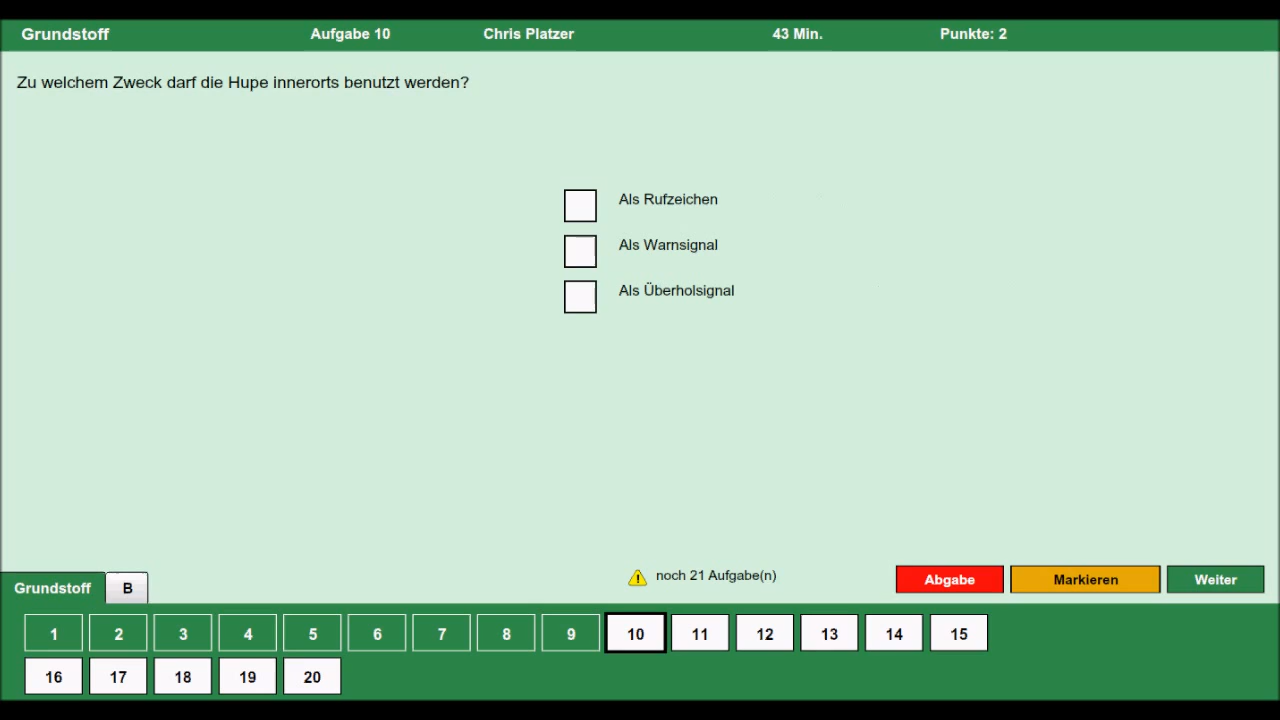 Grundstoff Aufgabe 10 Chris Platzer 43 Min. Punkte: 2
Zu welchem Zweck darf die Hupe innerorts benutzt werden?
Als Rufzeichen
Als Warnsignal
Als Überholsignal
noch 21 Aufgabe(n) Abgabe Markieren Weiter
Grundstoff B
1 2 3 4 5 6 7 8 9 10 11 12 13 14 15
16 17 18 19 20